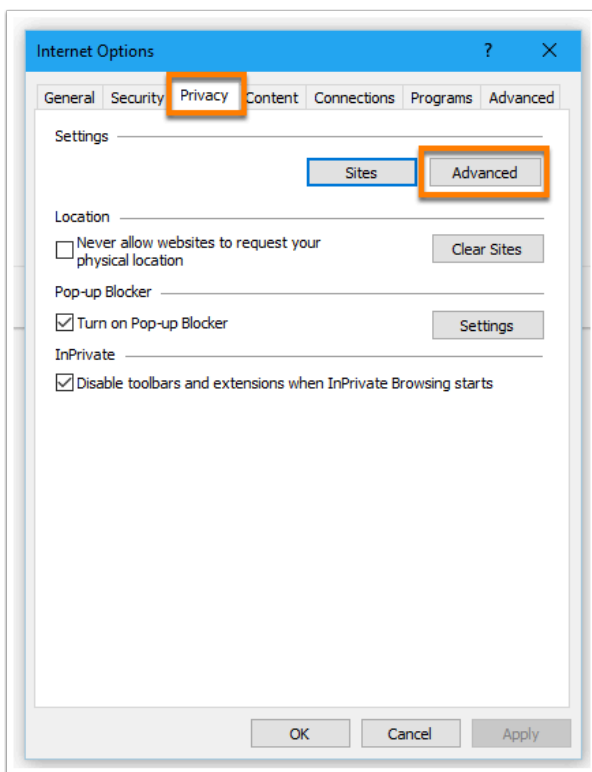 Internet Options ?
General Security Privacy Content Connections Programs Advanced
Settings
Sites Advanced
Location
Never allow websites to request your
physical location
Clear Sites
Pop-up Blocker
Turn on Pop-up Blocker Settings
InPrivate
Disable toolbars and extensions when InPrivate Browsing starts
OK Cancel Apply